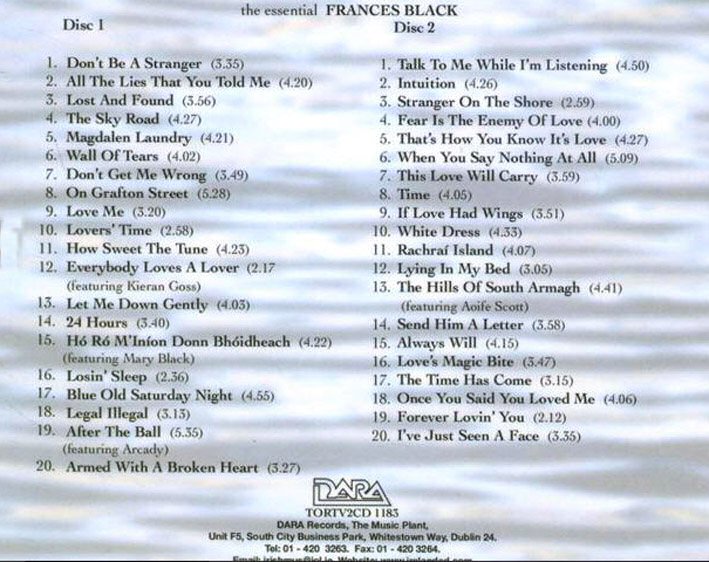 the essential FRANCES BLACK
Disc 1
1. Don't Be A Stranger (3.35)
2. All The Lies That You Told Me (4.20)
3. Lost And Found (3.56)
4. The Sky Road (4.27)
5. Magdalen Laundry (4.21)
6. Wall Of Tears (4.02)
7. Don't Get Me Wrong (3.49)
8. On Grafton Street (5.28)
9. Love Me (3.20)
10. Lovers' Time (2.58)
11. How Sweet The Tune (4.23)
12. Everybody Loves A Lover (2.17
(featuring Kieran Goss)
13. Let Me Down Gently (4.03)
14. 24 Hours (3.40)
15. Hó Ró M'Iníon Donn Bhóidheach (4.22)
(featuring Mary Black)
16. Losin' Sleep (2.36)
17. Blue Old Saturday Night (4.55)
18. Legal Illegal (3.13)
19. After The Ball (5.35)
(featuring Arcady)
20. Armed With A Broken Heart (3.27)
Disc 2
1. Talk To Me While I'm Listening (4.50)
2. Intuition (4.26)
3. Stranger On The Shore (2.59)
4. Fear Is The Enemy Of Love (4.00)
5. That's How You Know It's Love (4.27)
6. When You Say Nothing At All (5.09)
7. This Love Will Carry (3.59)
8. Time (4.05)
9. If Love Had Wings (3.51)
10. White Dress (4.33)
11. Rachraí Island (4.07)
12. Lying In My Bed (3.05)
13. The Hills Of South Armagh (4.41)
(featuring Aoife Scott)
14. Send Him A Letter (3.58)
15. Always Will (4.15)
16. Love's Magic Bite (3.47)
17. The Time Has Come (3.15)
18. Once You Said You Loved Me (4.06)
19. Forever Lovin' You (2.12)
20. I've Just Seen A Face (3.35)
DARA
TORTV2CD 1183
DARA Records, The Music Plant,
Unit F5, South City Business Park, Whitestown Way, Dublin 24.
Tel: 01 - 420 3263. Fax: 01 - 420 3264.